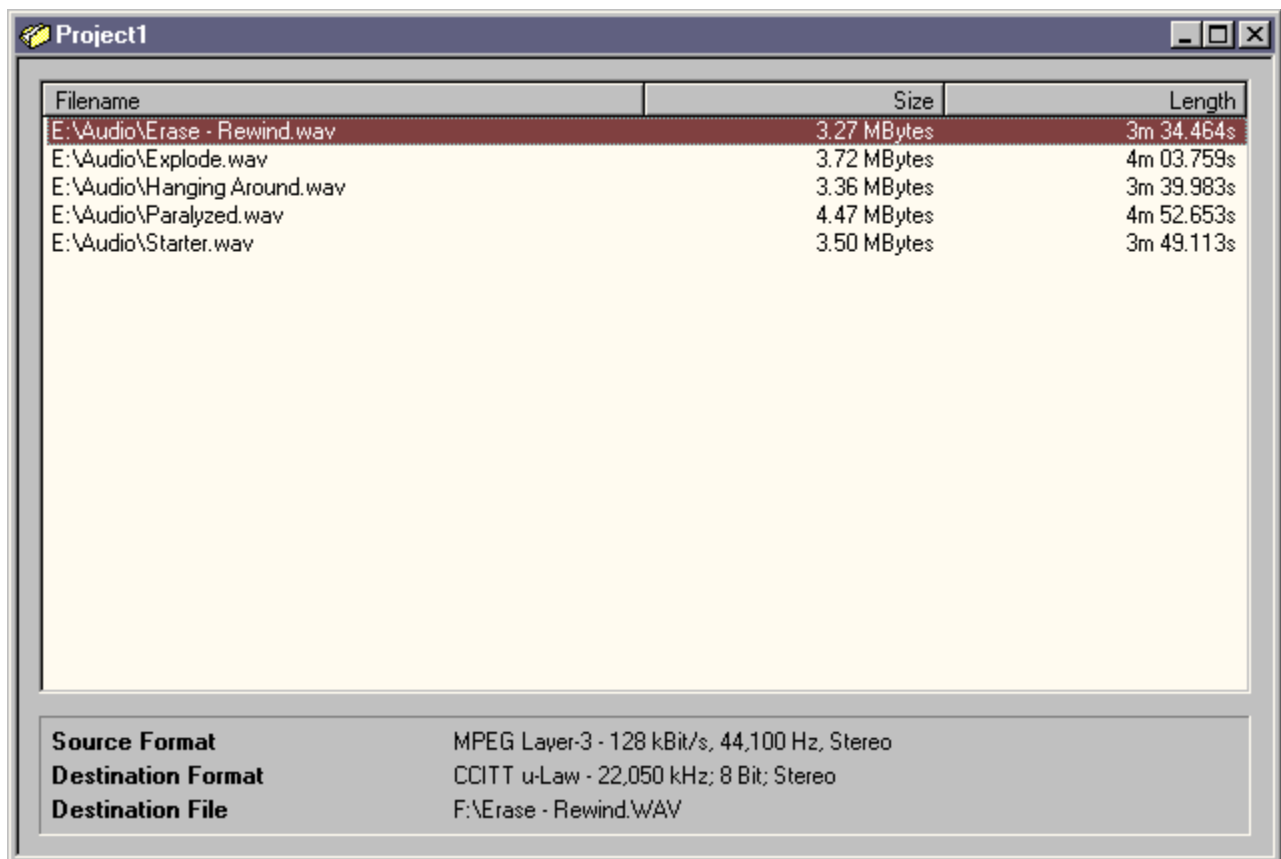 Project1
Filename Size Length
E:\Audio\Erase - Rewind.wav 3.27 MBytes 3m 34.464s
E:\Audio\Explode.wav 3.72 MBytes 4m 03.759s
E:\Audio\Hanging Around.wav 3.36 MBytes 3m 39.983s
E:\Audio\Paralyzed.wav 4.47 MBytes 4m 52.653s
E:\Audio\Starter.wav 3.50 MBytes 3m 49.113s
Source Format MPEG Layer-3 - 128 kBit/s, 44,100 Hz, Stereo
Destination Format CCITT u-Law - 22,050 kHz; 8 Bit; Stereo
Destination File F:\Erase - Rewind.WAV